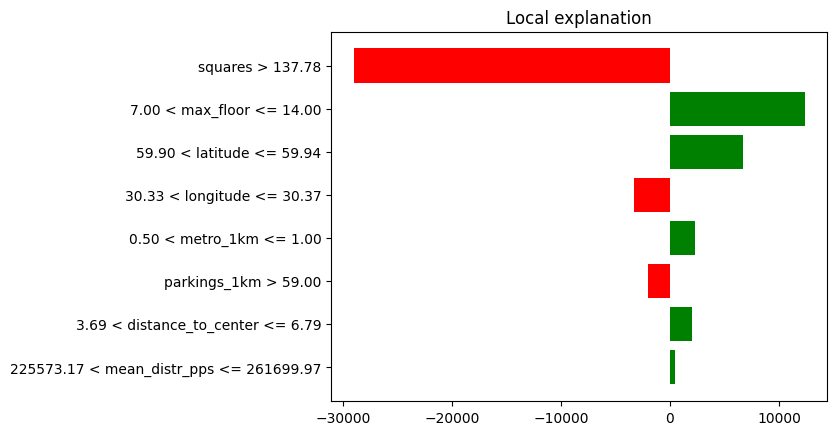 Local explanation
squares > 137.78
7.00 < max_floor <= 14.00
59.90 < latitude <= 59.94
30.33 < longitude <= 30.37
0.50 < metro_1km <= 1.00
parkings_1km > 59.00
3.69 < distance_to_center <= 6.79
225573.17 < mean_distr_pps <= 261699.97
−30000 −20000 −10000 0 10000